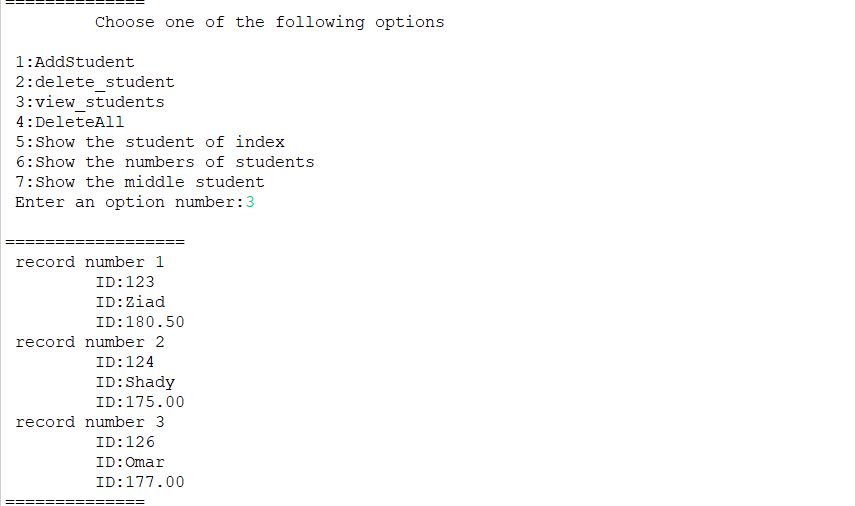 ==============
Choose one of the following options
1:AddStudent
2:delete_student
3:view_students
4:DeleteAll
5:Show the student of index
6:Show the numbers of students
7:Show the middle student
Enter an option number:3
==================
record number 1
ID:123
ID:Ziad
ID:180.50
record number 2
ID:124
ID:Shady
ID:175.00
record number 3
ID:126
ID:Omar
ID:177.00
==============